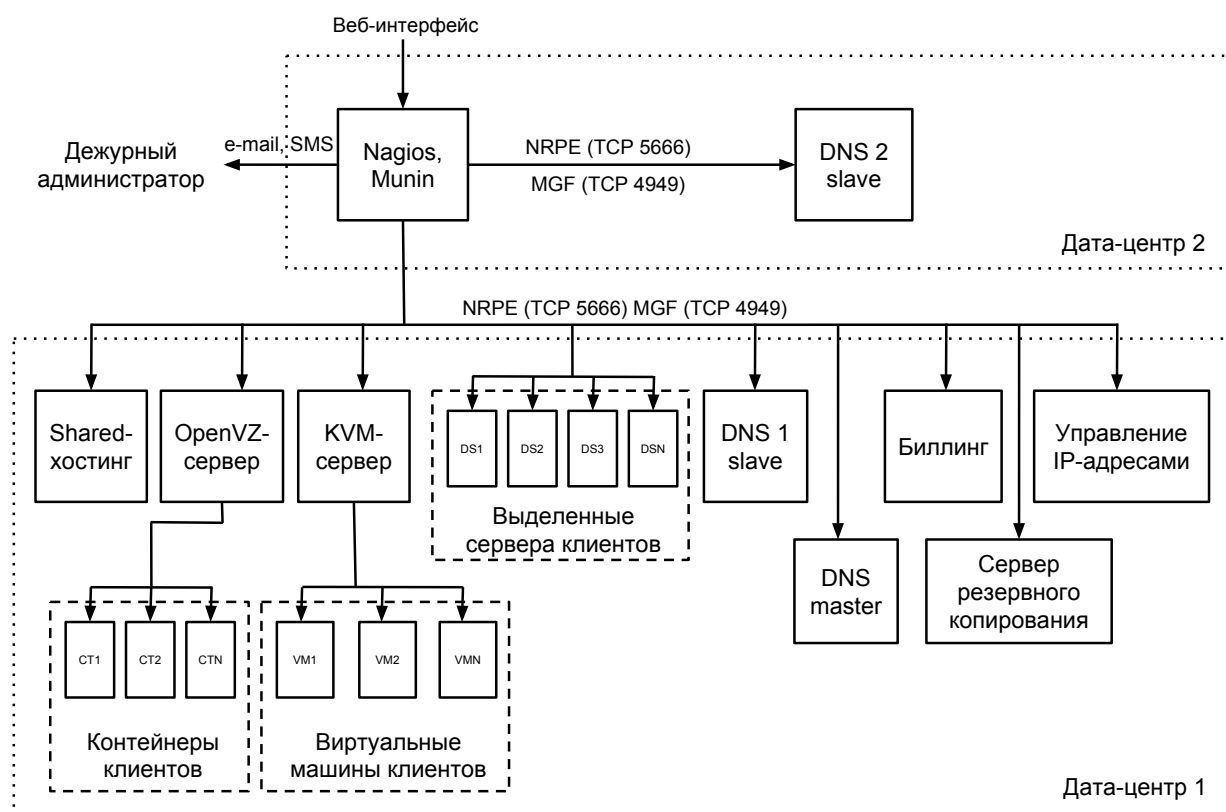 Веб-интерфейс
Дежурный
администратор
e-mail, SMS
Nagios,
Munin
NRPE (TCP 5666)
MGF (TCP 4949)
DNS 2
slave
Дата-центр 2
NRPE (TCP 5666) MGF (TCP 4949)
Shared-
хостинг
OpenVZ-
сервер
KVM-
сервер
DS1
DS2
DS3
DSN
Выделенные
сервера клиентов
DNS 1
slave
Биллинг
Управление
IP-адресами
DNS
master
Сервер
резервного
копирования
CT1
CT2
CTN
Контейнеры
клиентов
VM1
VM2
VMN
Виртуальные
машины клиентов
Дата-центр 1